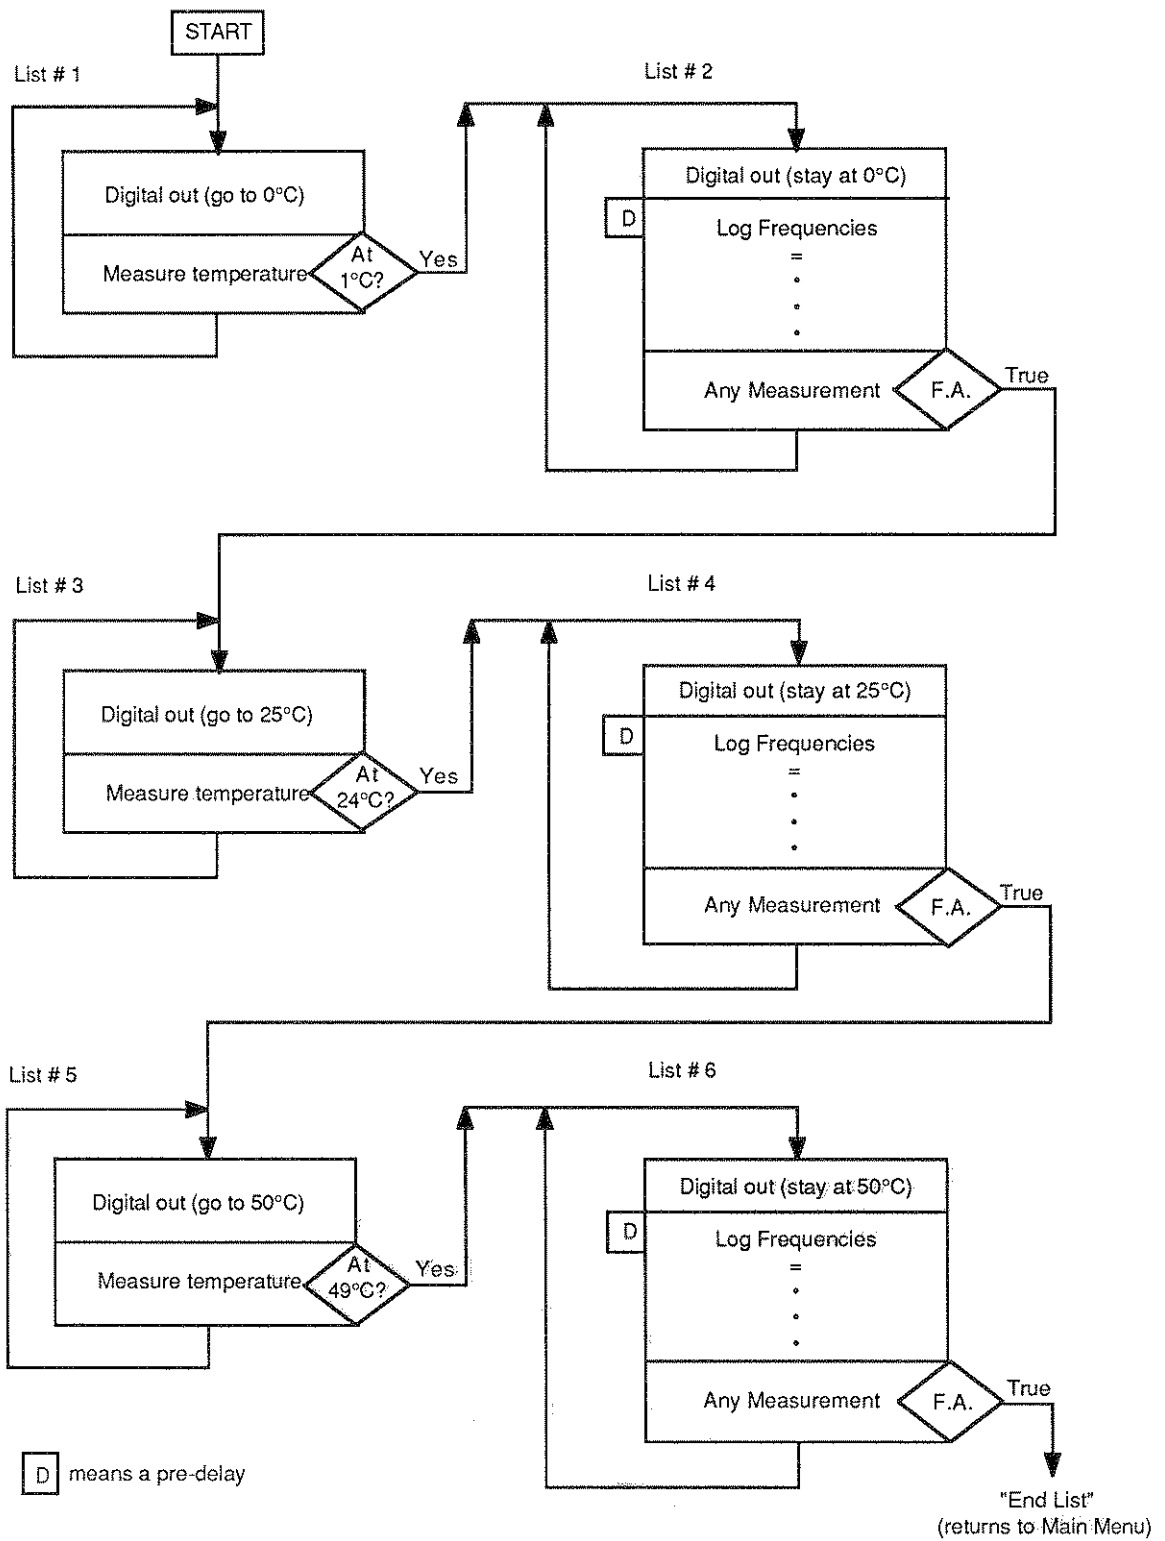 START
List # 1
Digital out (go to 0°C)
Measure temperature
At
1°C?
Yes
List # 2
Digital out (stay at 0°C)
D
Log Frequencies
=
Any Measurement
F.A.
True
List # 3
Digital out (go to 25°C)
Measure temperature
At
24°C?
Yes
List # 4
Digital out (stay at 25°C)
D
Log Frequencies
=
Any Measurement
F.A.
True
List # 5
Digital out (go to 50°C)
Measure temperature
At
49°C?
Yes
List # 6
Digital out (stay at 50°C)
D
Log Frequencies
=
Any Measurement
F.A.
True
D means a pre-delay
"End List"
(returns to Main Menu)